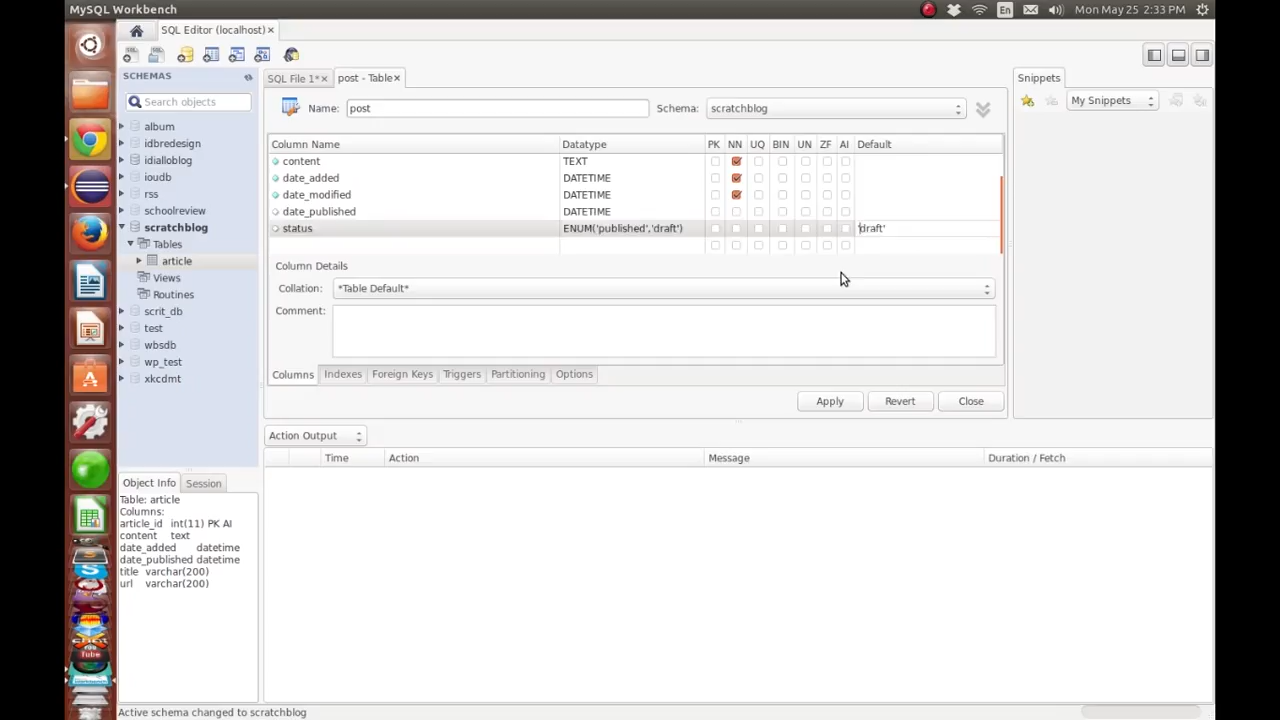 MySQL Workbench
En
Mon May 25 2:33 PM
SQL Editor (localhost)
SCHEMAS
Search objects
album
idbredesign
idialloblog
ioudb
rss
schoolreview
scratchblog
Tables
article
Views
Routines
scrit_db
test
wbsdb
wp_test
xkcdmt
Object Info
Session
Table: article
Columns:
article_id int(11) PK AI
content text
date_added datetime
date_published datetime
title varchar(200)
url varchar(200)
SQL File 1*
post - Table
Name: post
Schema: scratchblog
Column Name Datatype PK NN UQ BIN UN ZF AI Default
content TEXT
date_added DATETIME
date_modified DATETIME
date_published DATETIME
status ENUM('published','draft') 'draft'
Column Details
Collation: *Table Default*
Comment:
Columns Indexes Foreign Keys Triggers Partitioning Options
Apply Revert Close
Action Output
Time Action Message Duration / Fetch
Snippets
My Snippets
Tube
Active schema changed to scratchblog